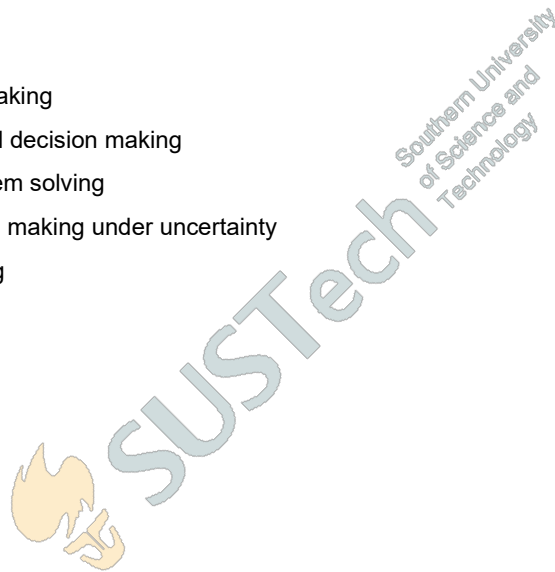 aking
l decision making
em solving
making under uncertainty
g
SUSTech
Southern University
of Science and
Technology